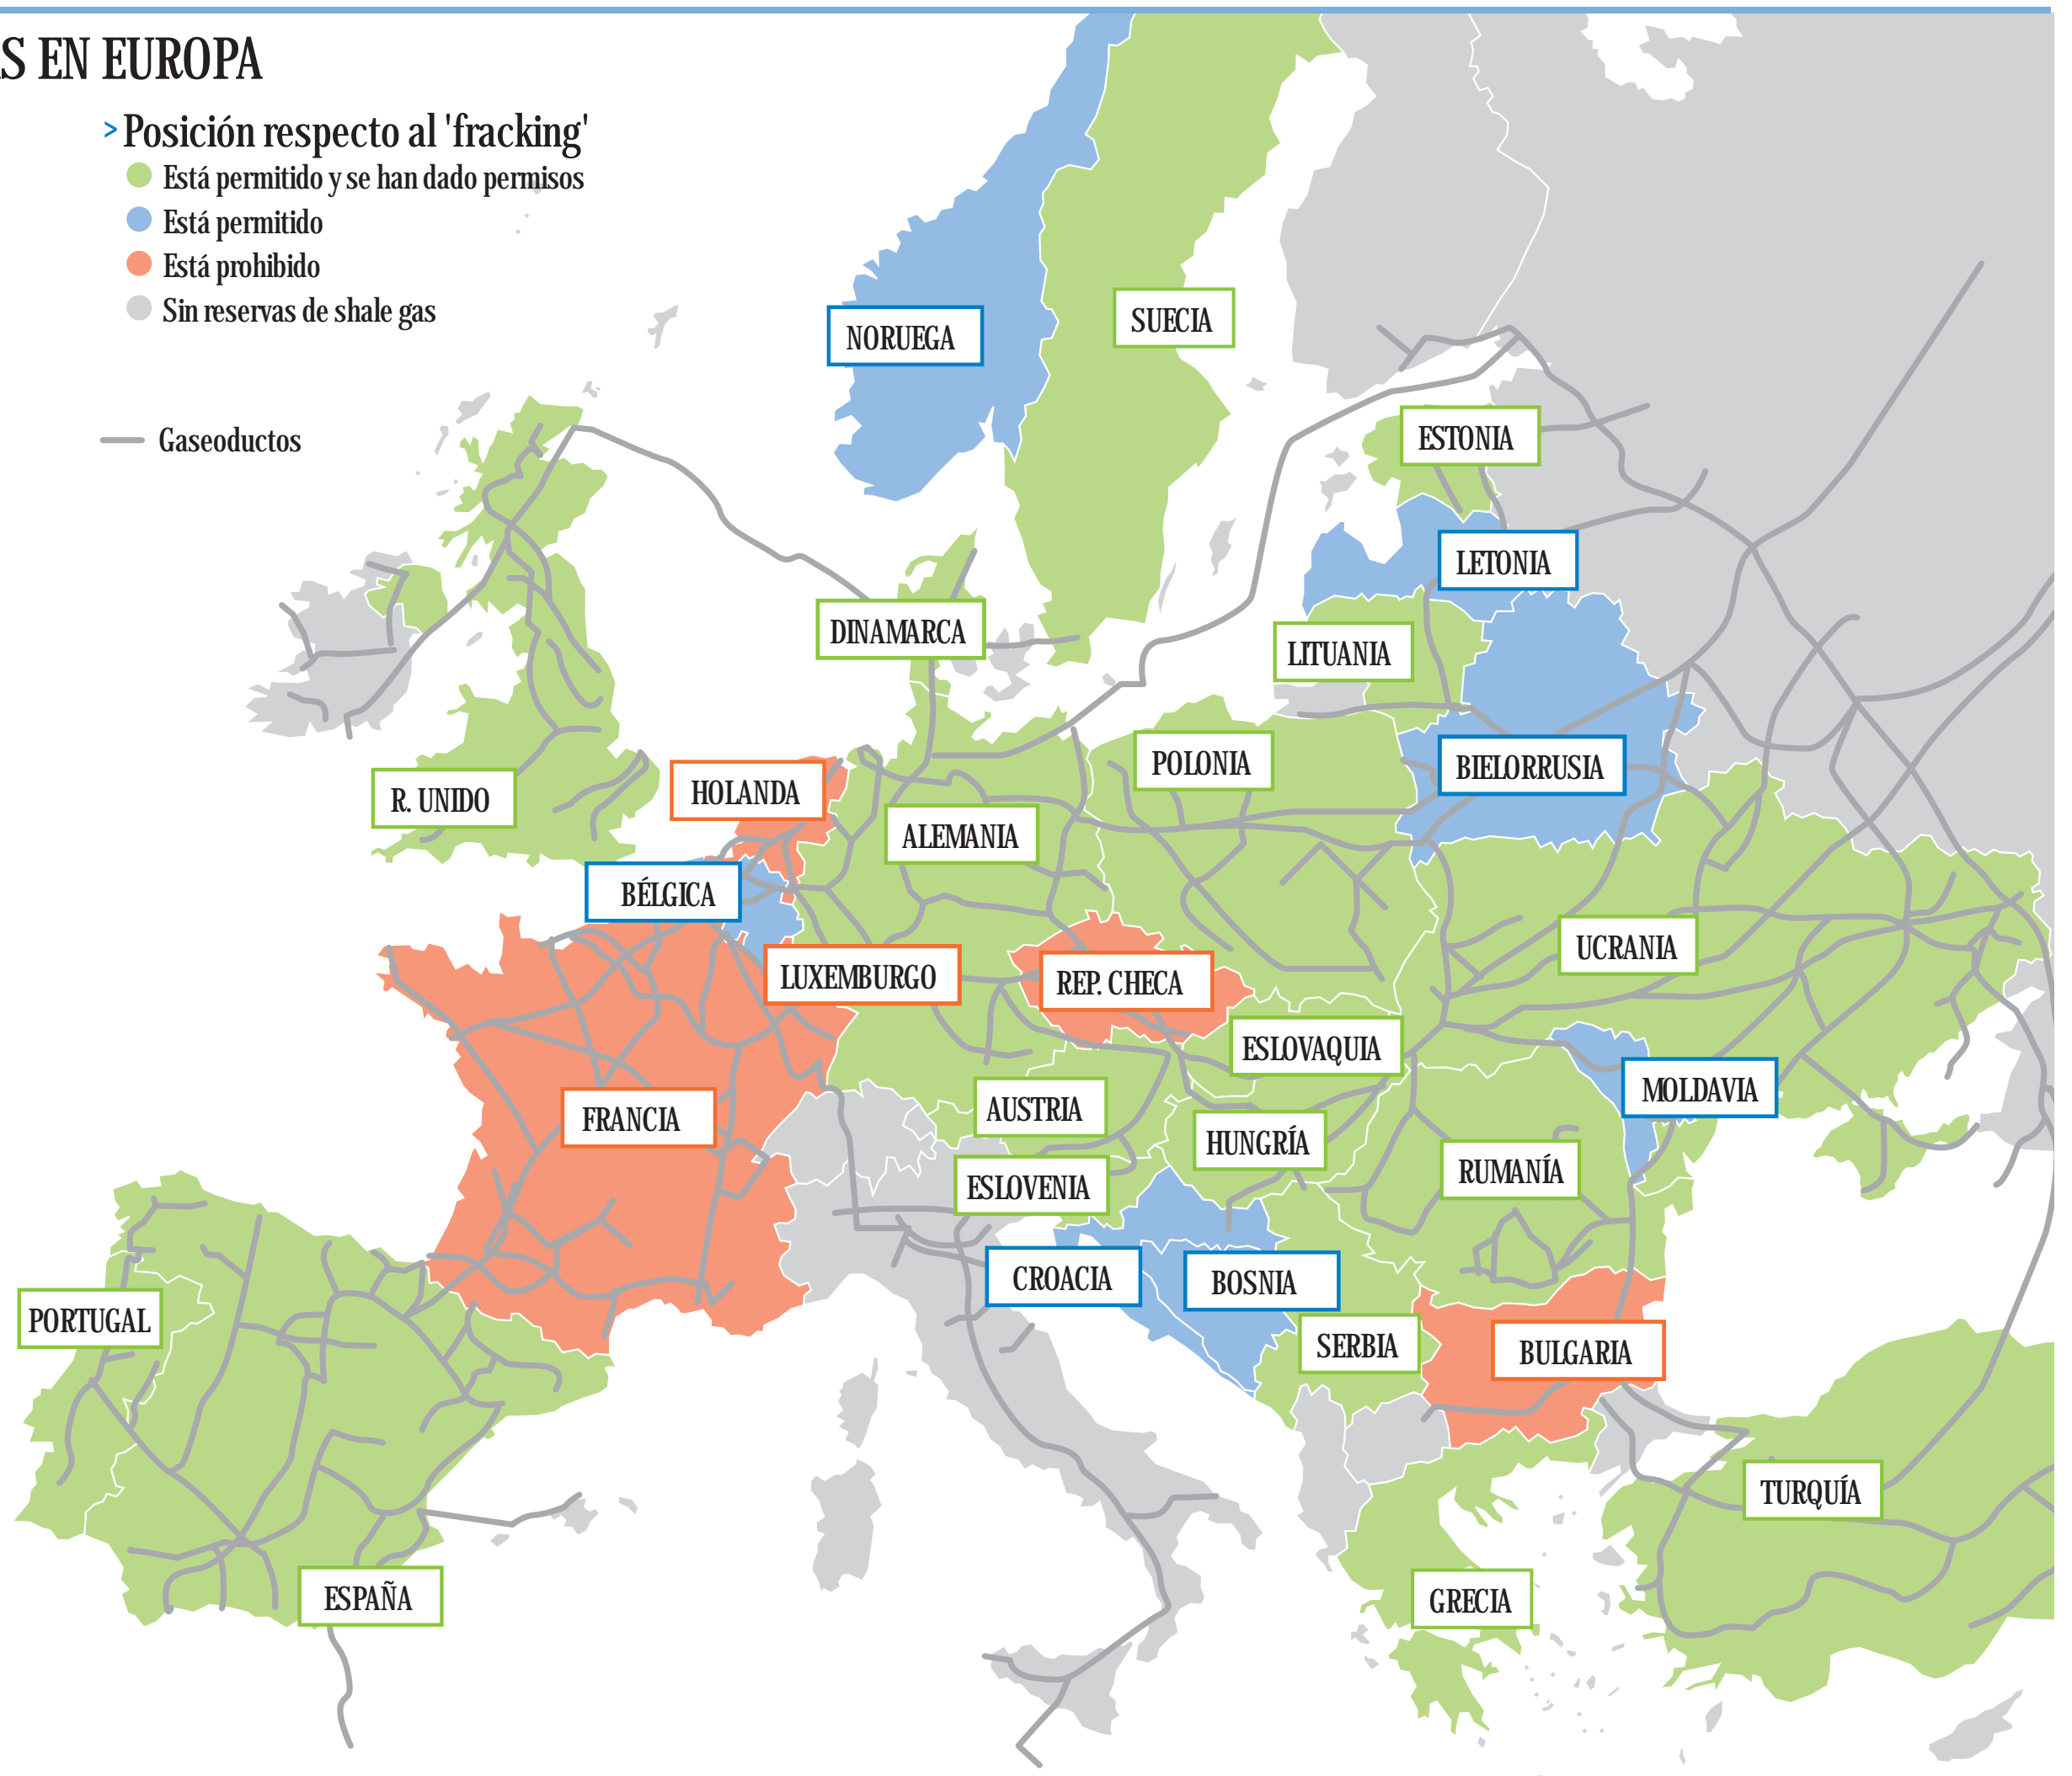 S EN EUROPA
> Posición respecto al 'fracking'
Está permitido y se han dado permisos
Está permitido
Está prohibido
Sin reservas de shale gas
Gaseoductos
NORUEGA
SUECIA
ESTONIA
LETONIA
DINAMARCA
LITUANIA
R. UNIDO
HOLANDA
POLONIA
BIELORRUSIA
ALEMANIA
BÉLGICA
UCRANIA
LUXEMBURGO
REP. CHECA
ESLOVAQUIA
MOLDAVIA
FRANCIA
AUSTRIA
HUNGRÍA
RUMANÍA
ESLOVENIA
CROACIA
BOSNIA
PORTUGAL
SERBIA
BULGARIA
TURQUÍA
ESPAÑA
GRECIA